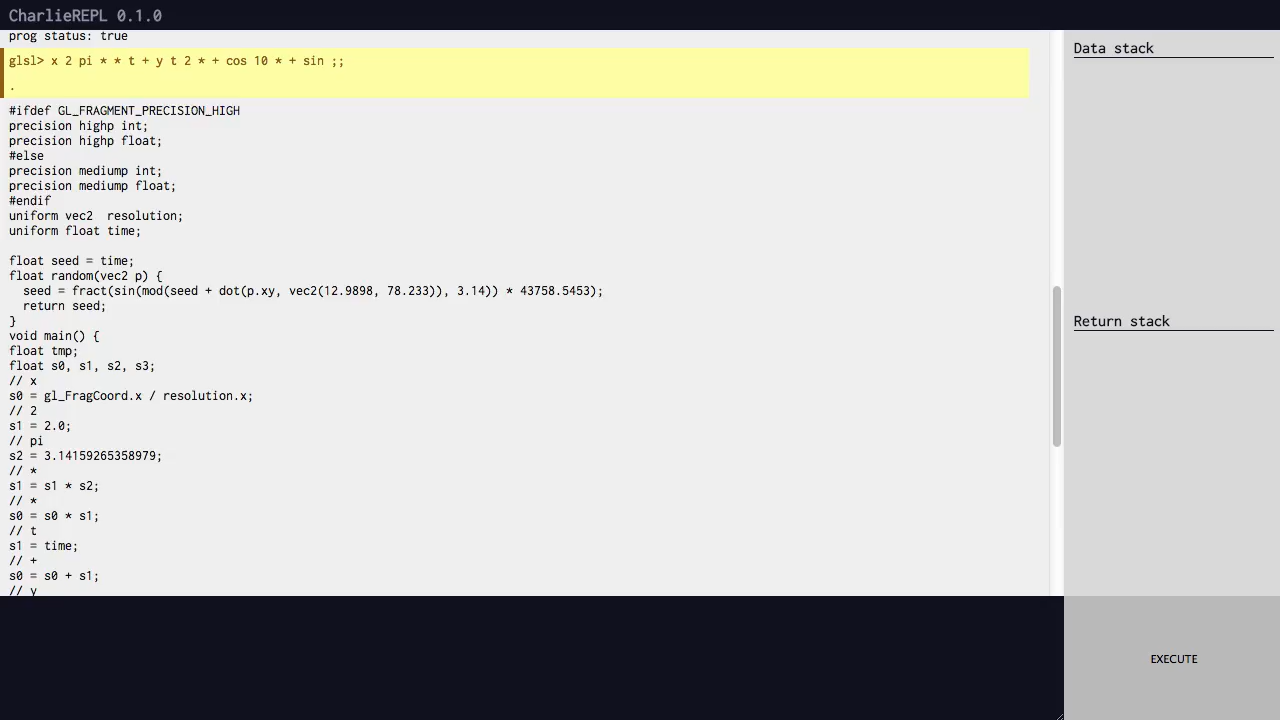 CharlieREPL 0.1.0
prog status: true
glsl> x 2 pi * * t + y t 2 * + cos 10 * + sin ;;
.
#ifdef GL_FRAGMENT_PRECISION_HIGH
precision highp int;
precision highp float;
#else
precision mediump int;
precision mediump float;
#endif
uniform vec2  resolution;
uniform float time;

float seed = time;
float random(vec2 p) {
  seed = fract(sin(mod(seed + dot(p.xy, vec2(12.9898, 78.233)), 3.14)) * 43758.5453);
  return seed;
}
void main() {
float tmp;
float s0, s1, s2, s3;
// x
s0 = gl_FragCoord.x / resolution.x;
// 2
s1 = 2.0;
// pi
s2 = 3.14159265358979;
// *
s1 = s1 * s2;
// *
s0 = s0 * s1;
// t
s1 = time;
// +
s0 = s0 + s1;
// y
Data stack
Return stack
EXECUTE